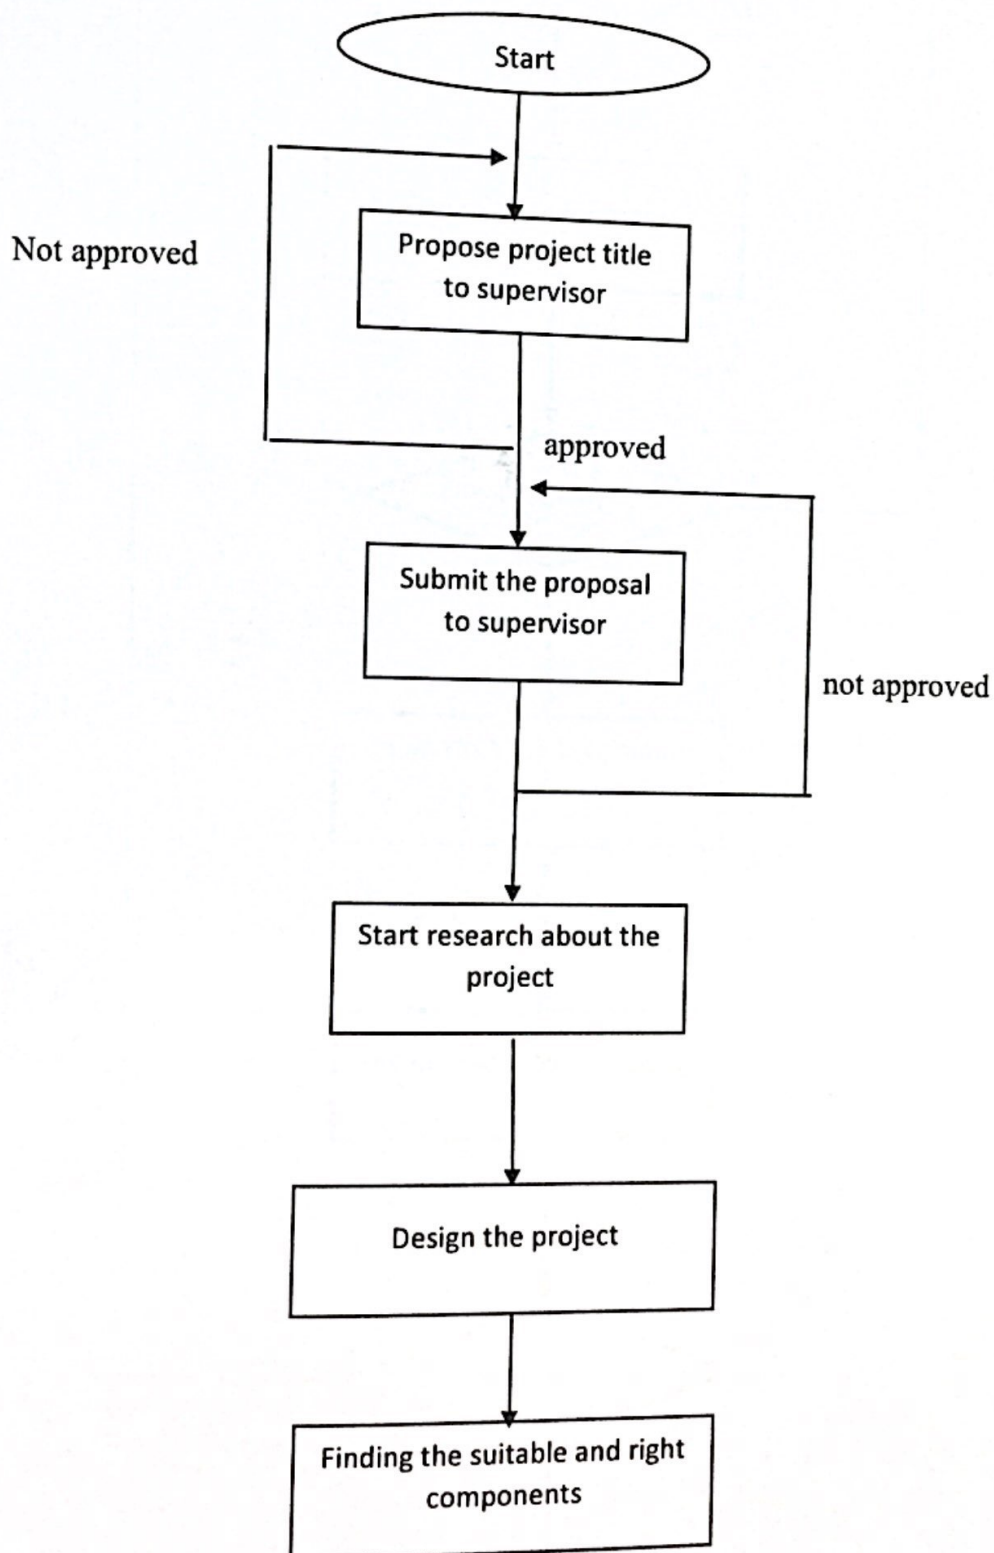 Start
Not approved
Propose project title
to supervisor
approved
Submit the proposal
to supervisor
not approved
Start research about the
project
Design the project
Finding the suitable and right
components